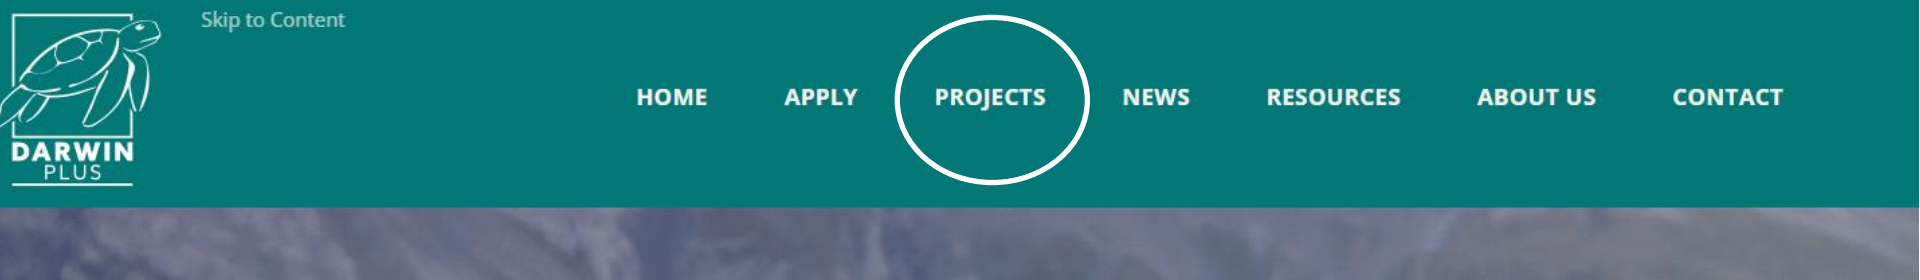 Skip to Content
HOME APPLY PROJECTS NEWS RESOURCES ABOUT US CONTACT
DARWIN
PLUS